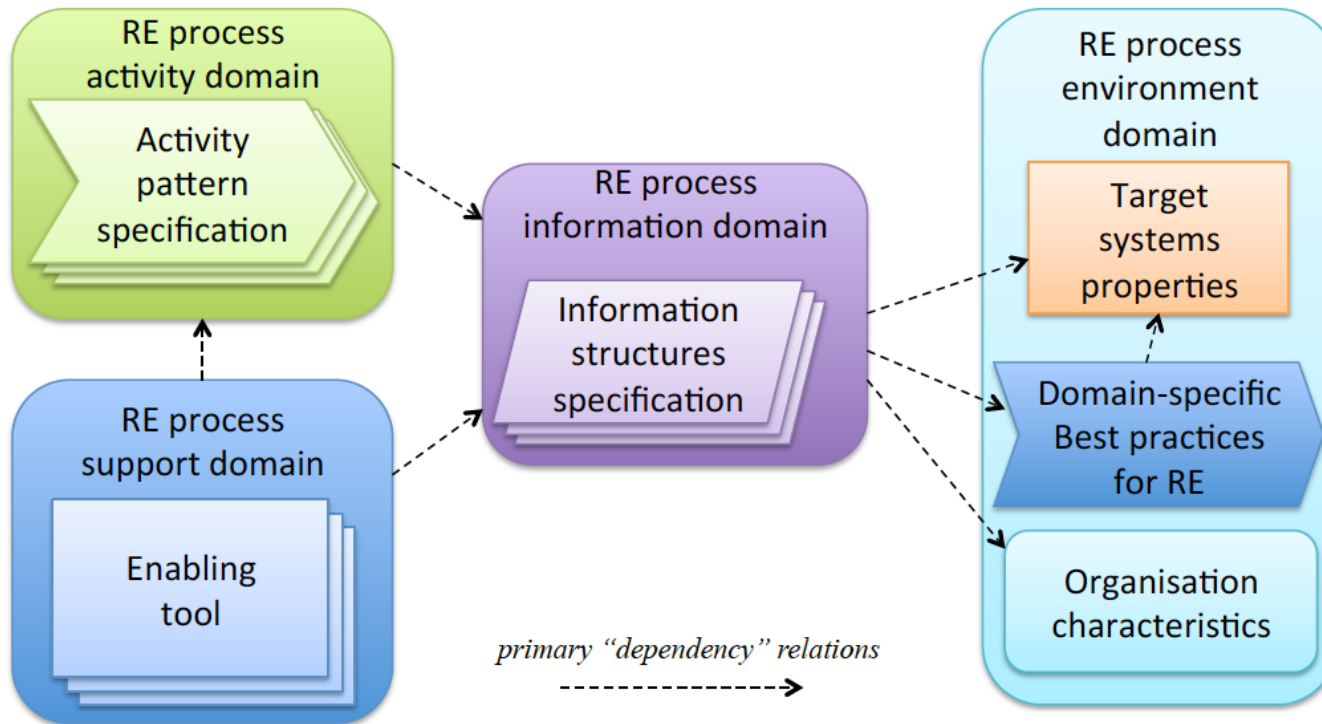 RE process
activity domain
Activity
pattern
specification
RE process
support domain
Enabling
tool
RE process
information domain
Information
structures
specification
primary “dependency” relations
RE process
environment
domain
Target
systems
properties
Domain-specific
Best practices
for RE
Organisation
characteristics